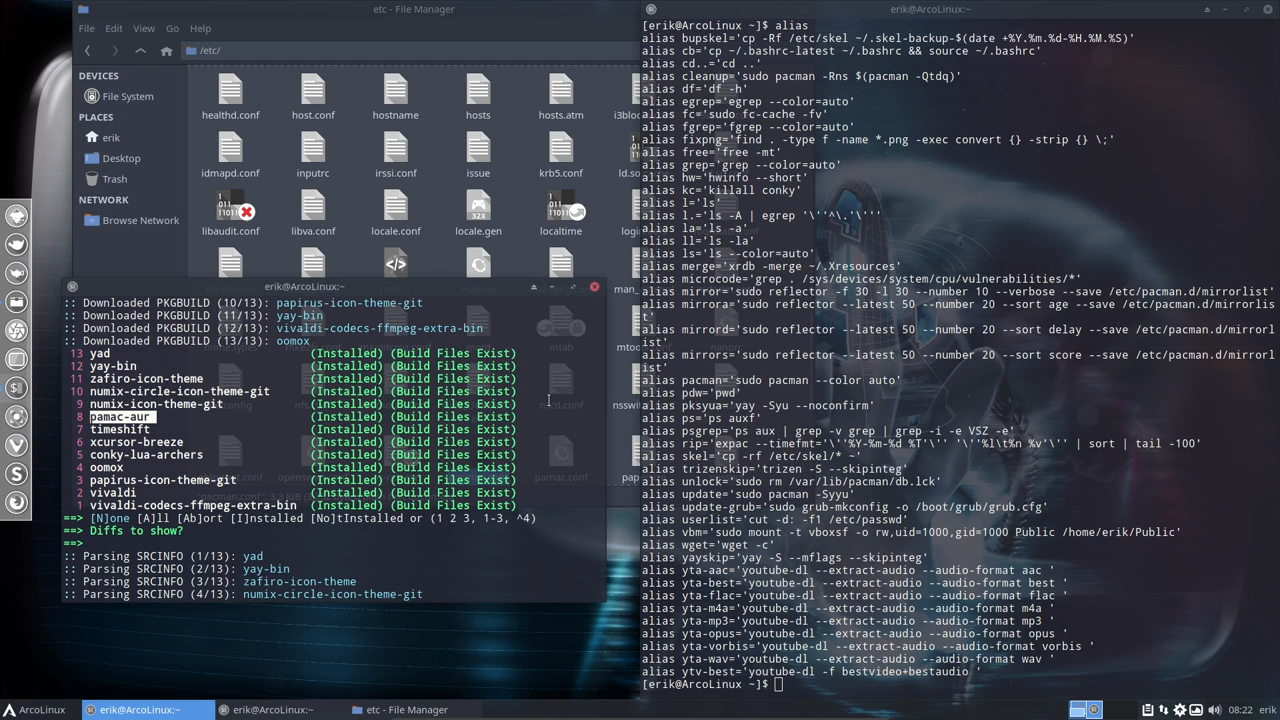 etc - File Manager
File Edit View Go Help
/etc/
DEVICES
File System
PLACES
erik
Desktop
Trash
NETWORK
Browse Network
healthd.conf host.conf hostname hosts hosts.atm
idmapd.conf inputrc irssi.conf issue krb5.conf
libaudit.conf libva.conf locale.conf locale.gen localtime
erik@ArcoLinux:~
:: Downloaded PKGBUILD (10/13): papirus-icon-theme-git
:: Downloaded PKGBUILD (11/13): yay-bin
:: Downloaded PKGBUILD (12/13): vivaldi-codecs-ffmpeg-extra-bin
:: Downloaded PKGBUILD (13/13): oomox
13 yad (Installed) (Build Files Exist)
12 yay-bin (Installed) (Build Files Exist)
11 zafiro-icon-theme (Installed) (Build Files Exist)
10 numix-circle-icon-theme-git (Installed) (Build Files Exist)
9 numix-icon-theme-git (Installed) (Build Files Exist)
8 pamac-aur (Installed) (Build Files Exist)
7 timeshift (Installed) (Build Files Exist)
6 xcursor-breeze (Installed) (Build Files Exist)
5 conky-lua-archers (Installed) (Build Files Exist)
4 oomox (Installed) (Build Files Exist)
3 papirus-icon-theme-git (Installed) (Build Files Exist)
2 vivaldi (Installed) (Build Files Exist)
1 vivaldi-codecs-ffmpeg-extra-bin (Installed) (Build Files Exist)
==> [N]one [A]ll [Ab]ort [I]nstalled [No]tInstalled or (1 2 3, 1-3, ^4)
==> Diffs to show?
==>
:: Parsing SRCINFO (1/13): yad
:: Parsing SRCINFO (2/13): yay-bin
:: Parsing SRCINFO (3/13): zafiro-icon-theme
:: Parsing SRCINFO (4/13): numix-circle-icon-theme-git
erik@ArcoLinux:~
[erik@ArcoLinux ~]$ alias
alias bupskel='cp -Rf /etc/skel ~/.skel-backup-$(date +%Y.%m.%d-%H.%M.%S)'
alias cb='cp ~/.bashrc-latest ~/.bashrc && source ~/.bashrc'
alias cd..='cd ..'
alias cleanup='sudo pacman -Rns $(pacman -Qtdq)'
alias df='df -h'
alias egrep='egrep --color=auto'
alias fc='sudo fc-cache -fv'
alias fgrep='fgrep --color=auto'
alias fixpng='find . -type f -name *.png -exec convert {} -strip {} \;'
alias free='free -mt'
alias grep='grep --color=auto'
alias hw='hwinfo --short'
alias kc='killall conky'
alias l='ls'
alias l.='ls -A | egrep '\''^\.'\'''
alias la='ls -a'
alias ll='ls -la'
alias ls='ls --color=auto'
alias merge='xrdb -merge ~/.Xresources'
alias microcode='grep . /sys/devices/system/cpu/vulnerabilities/*'
alias mirror='sudo reflector -f 30 -l 30 --number 10 --verbose --save /etc/pacman.d/mirrorlist'
alias mirrora='sudo reflector --latest 50 --number 20 --sort age --save /etc/pacman.d/mirrorlis
t'
alias mirrord='sudo reflector --latest 50 --number 20 --sort delay --save /etc/pacman.d/mirrorl
ist'
alias mirrors='sudo reflector --latest 50 --number 20 --sort score --save /etc/pacman.d/mirrorl
ist'
alias pacman='sudo pacman --color auto'
alias pdw='pwd'
alias pksyua='yay -Syu --noconfirm'
alias ps='ps auxf'
alias psgrep='ps aux | grep -v grep | grep -i -e VSZ -e'
alias rip='expac --timefmt='\''%Y-%m-%d %T'\'' '\''%l\t%n %v'\'' | sort | tail -100'
alias skel='cp -rf /etc/skel/* ~'
alias trizenskip='trizen -S --skipinteg'
alias unlock='sudo rm /var/lib/pacman/db.lck'
alias update='sudo pacman -Syyu'
alias update-grub='sudo grub-mkconfig -o /boot/grub/grub.cfg'
alias userlist='cut -d: -f1 /etc/passwd'
alias vbm='sudo mount -t vboxsf -o rw,uid=1000,gid=1000 Public /home/erik/Public'
alias wget='wget -c'
alias yayskip='yay -S --mflags --skipinteg'
alias yta-aac='youtube-dl --extract-audio --audio-format aac '
alias yta-best='youtube-dl --extract-audio --audio-format best '
alias yta-flac='youtube-dl --extract-audio --audio-format flac '
alias yta-m4a='youtube-dl --extract-audio --audio-format m4a '
alias yta-mp3='youtube-dl --extract-audio --audio-format mp3 '
alias yta-opus='youtube-dl --extract-audio --audio-format opus '
alias yta-vorbis='youtube-dl --extract-audio --audio-format vorbis '
alias yta-wav='youtube-dl --extract-audio --audio-format wav '
alias ytv-best='youtube-dl -f bestvideo+bestaudio '
[erik@ArcoLinux ~]$
ArcoLinux erik@ArcoLinux:~ erik@ArcoLinux:~ etc - File Manager 08:22 erik